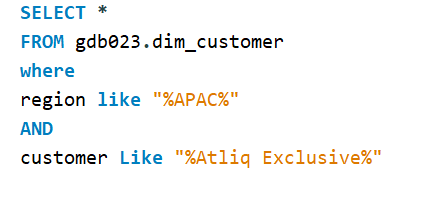 SELECT *
FROM gdb023.dim_customer
where
region like "%APAC%"
AND
customer Like "%Atliq Exclusive%"